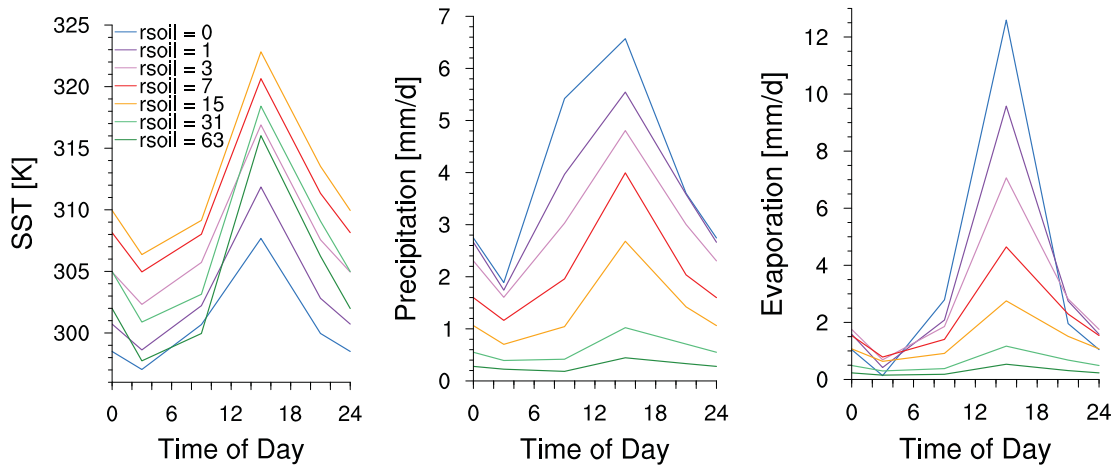 SST [K]
325
320
315
310
305
300
rsoil = 0
rsoil = 1
rsoil = 3
rsoil = 7
rsoil = 15
rsoil = 31
rsoil = 63
0 6 12 18 24
Time of Day
Precipitation [mm/d]
7
6
5
4
3
2
1
0
0 6 12 18 24
Time of Day
Evaporation [mm/d]
12
10
8
6
4
2
0
0 6 12 18 24
Time of Day